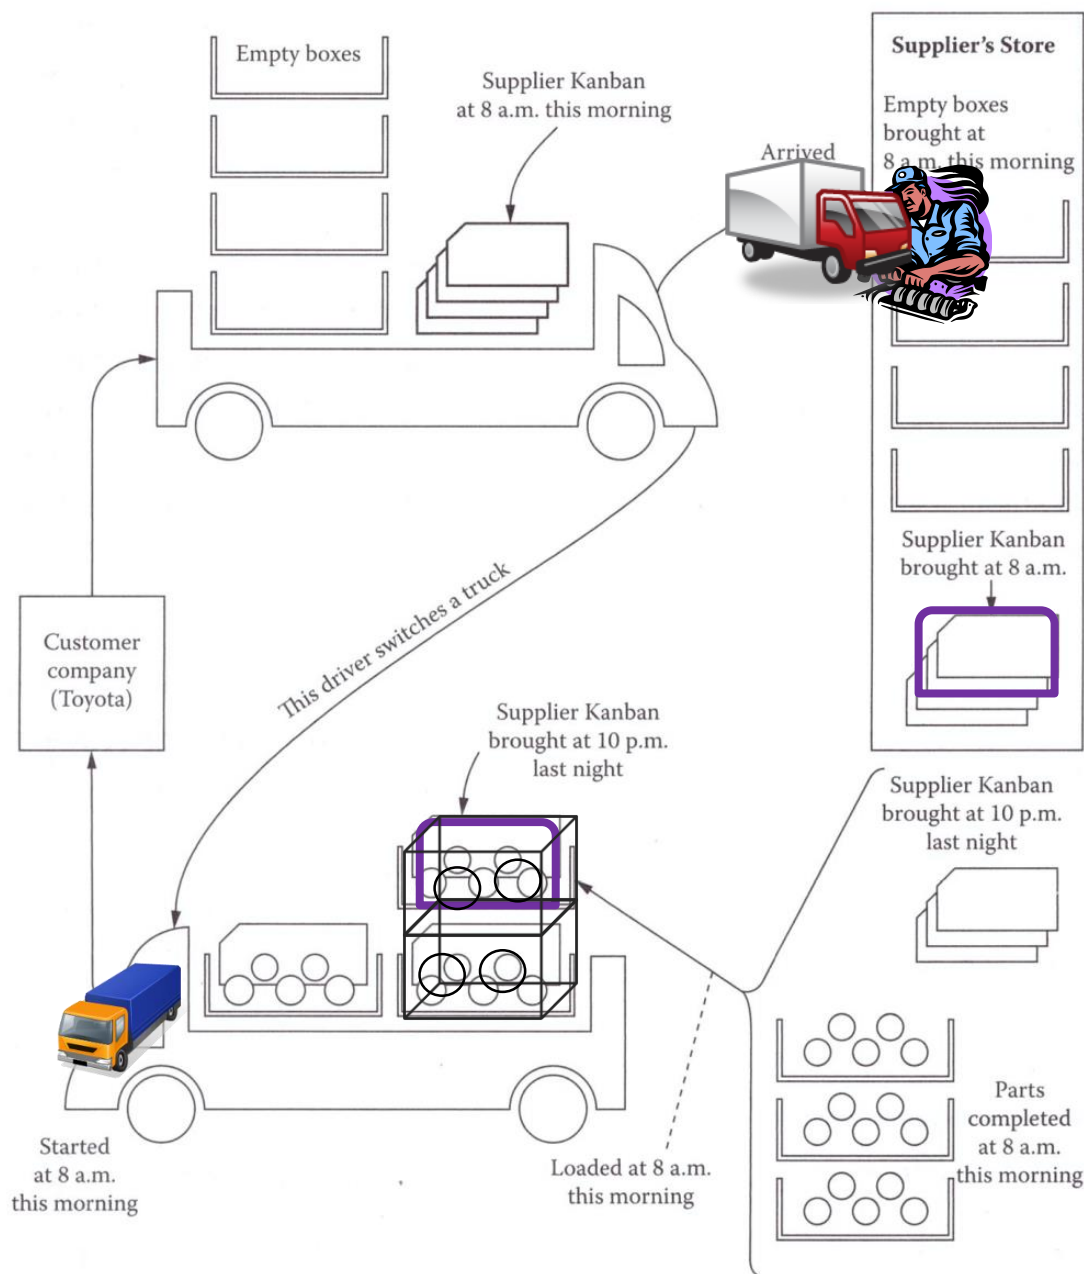 Empty boxes
Supplier Kanban
at 8 a.m. this morning
Arrived
Supplier's Store
Empty boxes
brought at
8 a.m. this morning
Supplier Kanban
brought at 8 a.m.
Customer
company
(Toyota)
This driver switches a truck
Supplier Kanban
brought at 10 p.m.
last night
Supplier Kanban
brought at 10 p.m.
last night
Started
at 8 a.m.
this morning
Loaded at 8 a.m.
this morning
Parts
completed
at 8 a.m.
this morning